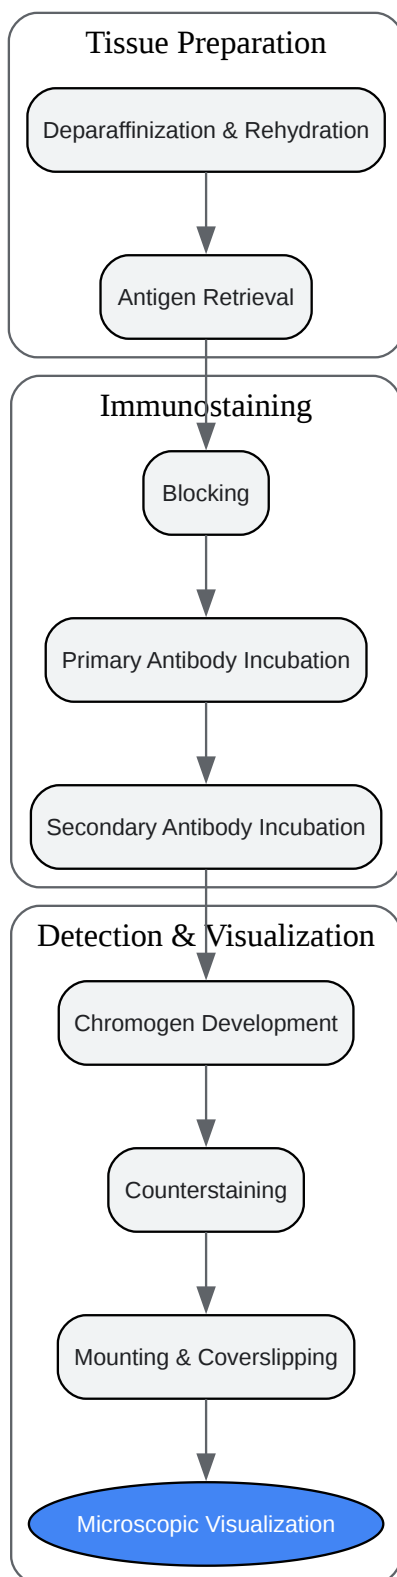 Tissue Preparation
Deparaffinization & Rehydration
Antigen Retrieval
Immunostaining
Blocking
Primary Antibody Incubation
Secondary Antibody Incubation
Detection & Visualization
Chromogen Development
Counterstaining
Mounting & Coverslipping
Microscopic Visualization